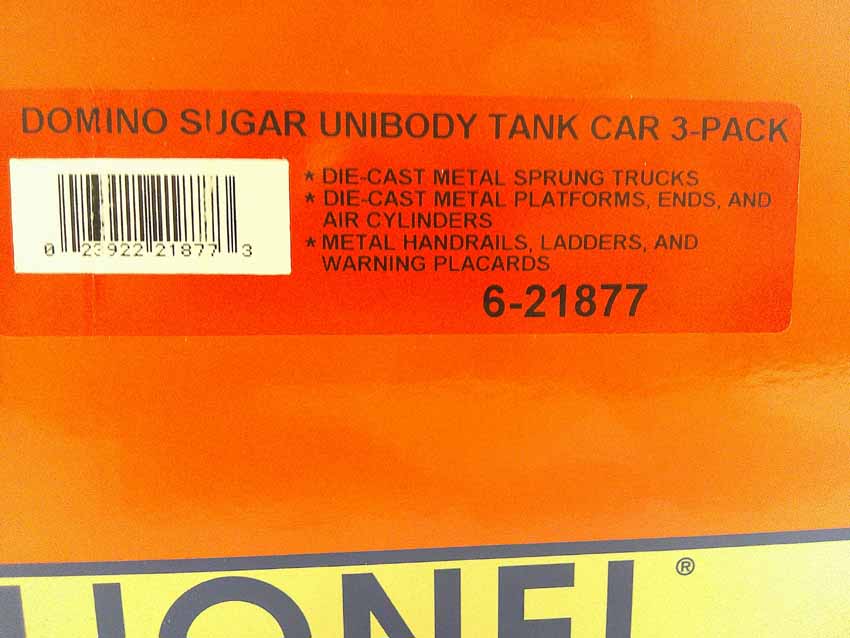 DOMINO SUGAR UNIBODY TANK CAR 3-PACK
* DIE-CAST METAL SPRUNG TRUCKS
* DIE-CAST METAL PLATFORMS, ENDS, AND
AIR CYLINDERS
* METAL HANDRAILS, LADDERS, AND
WARNING PLACARDS
0 23922 21877 3
6-21877
LIONEL®